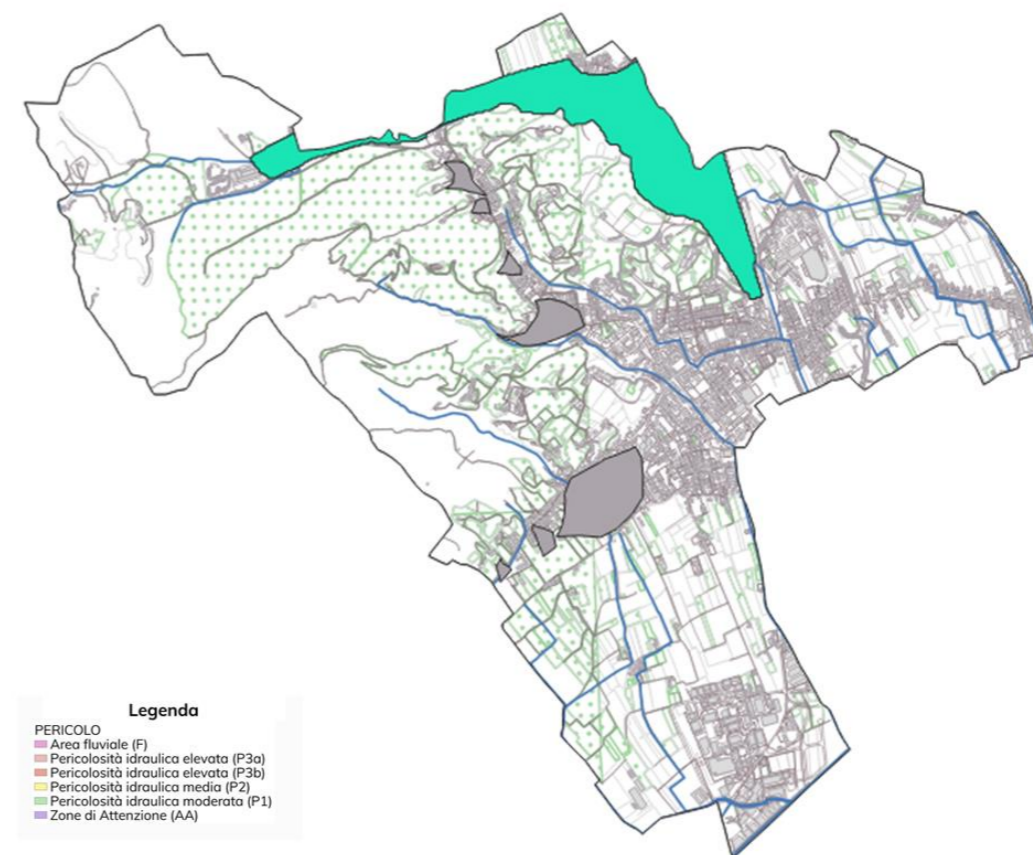 Legenda
PERICOLO
Area fluviale (F)
Pericolosità idraulica elevata (P3a)
Pericolosità idraulica elevata (P3b)
Pericolosità idraulica media (P2)
Pericolosità idraulica moderata (P1)
Zone di Attenzione (AA)